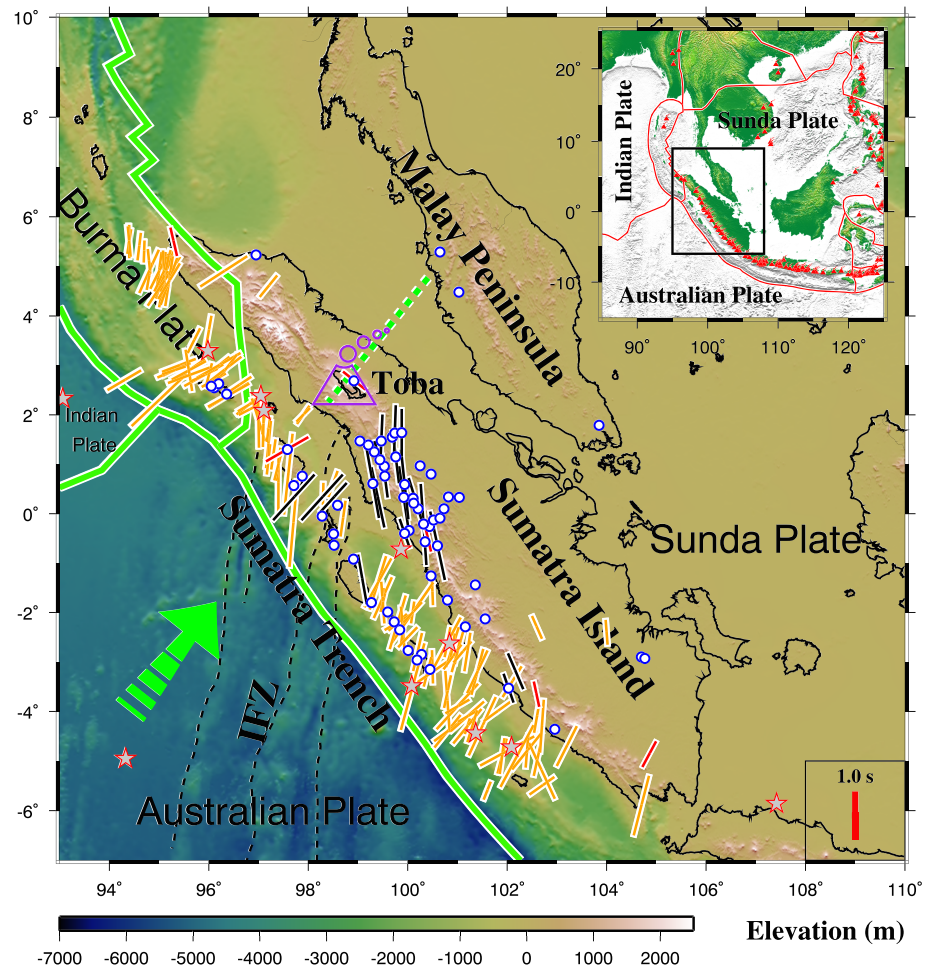 10˚
8˚
6˚
4˚
2˚
0˚
-2˚
-4˚
-6˚
94˚
96˚
98˚
100˚
102˚
104˚
106˚
108˚
110˚
Burma Plate
Malay Peninsula
Toba
Indian
Plate
Sumatra Trench
Sumatra Island
Sunda Plate
IFZ
Australian Plate
1.0 s
20˚
10˚
0˚
-10˚
90˚
100˚
110˚
120˚
Indian Plate
Sunda Plate
Australian Plate
-7000
-6000
-5000
-4000
-3000
-2000
-1000
0
1000
2000
Elevation (m)